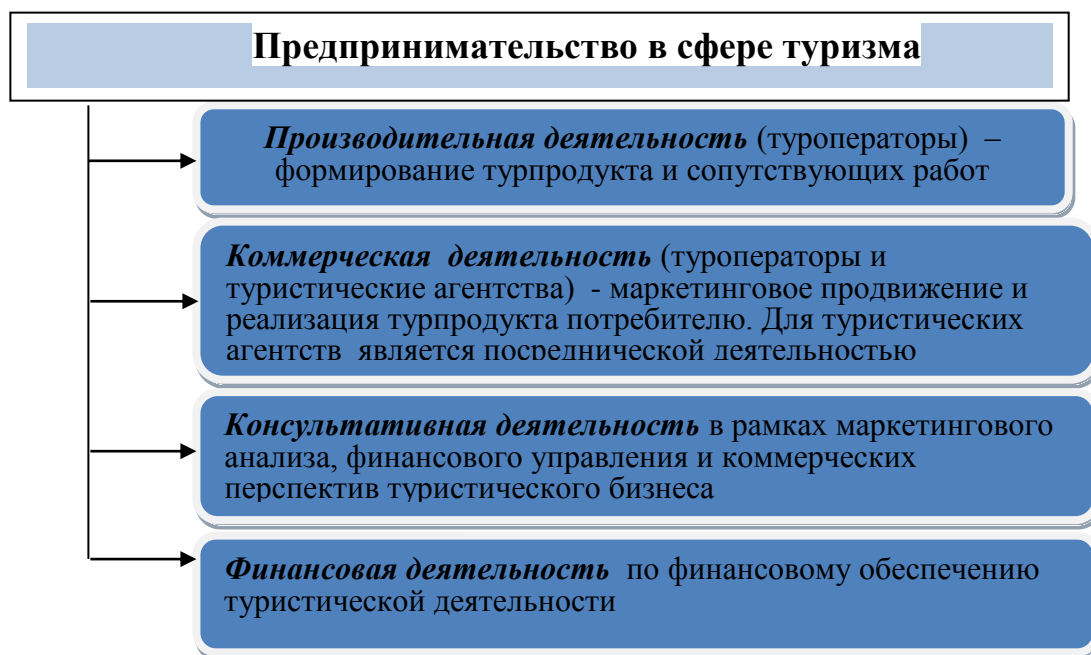 Предпринимательство в сфере туризма
Производительная деятельность (туроператоры) –
формирование турпродукта и сопутствующих работ
Коммерческая деятельность (туроператоры и
туристические агентства) - маркетинговое продвижение и
реализация турпродукта потребителю. Для туристических
агентств является посреднической деятельностью
Консультативная деятельность в рамках маркетингового
анализа, финансового управления и коммерческих
перспектив туристического бизнеса
Финансовая деятельность по финансовому обеспечению
туристической деятельности